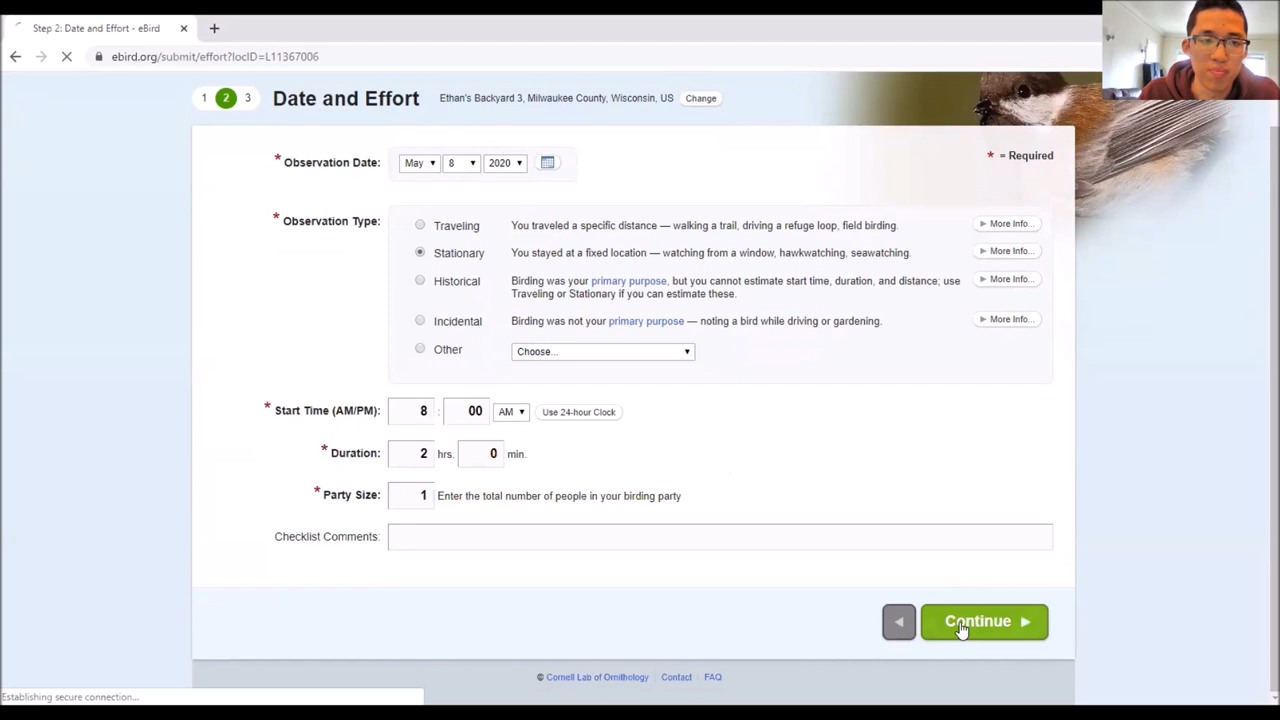 Step 2: Date and Effort - eBird
ebird.org/submit/effort?locID=L11367006
1 2 3 Date and Effort Ethan's Backyard 3, Milwaukee County, Wisconsin, US Change
* Observation Date: May 8 2020 * = Required
* Observation Type: Traveling You traveled a specific distance — walking a trail, driving a refuge loop, field birding. More Info...
Stationary You stayed at a fixed location — watching from a window, hawkwatching, seawatching. More Info...
Historical Birding was your primary purpose, but you cannot estimate start time, duration, and distance; use More Info...
Traveling or Stationary if you can estimate these.
Incidental Birding was not your primary purpose — noting a bird while driving or gardening. More Info...
Other Choose...
* Start Time (AM/PM): 8 : 00 AM Use 24-hour Clock
* Duration: 2 hrs. 0 min.
* Party Size: 1 Enter the total number of people in your birding party
Checklist Comments:
Continue
© Cornell Lab of Ornithology Contact FAQ
Establishing secure connection...